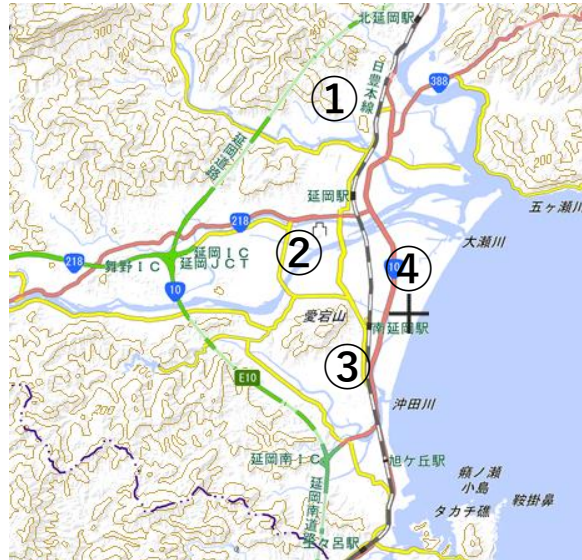 北延岡駅
①
日豊本線
388
延岡道路
延岡駅
218
五ヶ瀬川
大瀬川
②
④
延岡IC
延岡JCT
舞野IC
218
10
10
愛宕山
南延岡駅
③
E10
沖田川
延岡南IC
旭ケ丘駅
延岡南道路
小島
鞍掛鼻
タカチ礁
土々呂駅